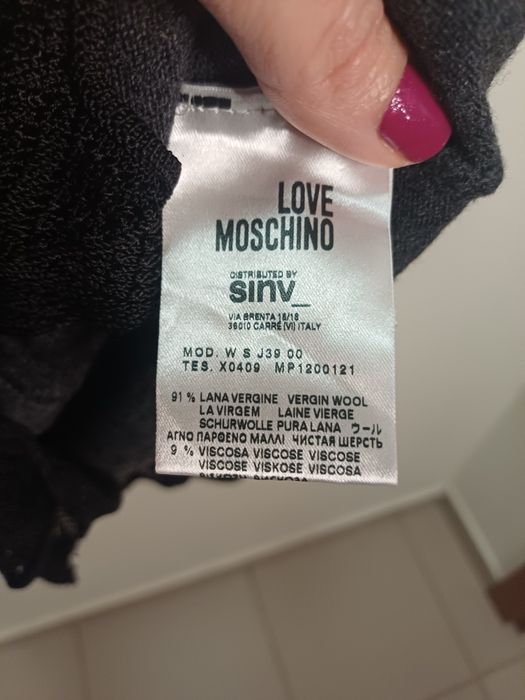 LOVE
MOSCHINO
DISTRIBUTED BY
sinv_
VIA BRENTA 16/18
36010 CARRÈ (VI) ITALY
MOD. W S J39 00
TES. X0409 MP1200121
91 % LANA VERGINE VERGIN WOOL
LA VIRGEM LAINE VIERGE
SCHURWOLLE PURA LANA ウール
ΑΓΝΟ ΠΑΡΘΕΝΟ ΜΑΛΛΙ ЧИСТАЯ ШЕРСТЬ
9 % VISCOSA VISCOSE VISCOSE
VISCOSE VISKOSE VISCOSA